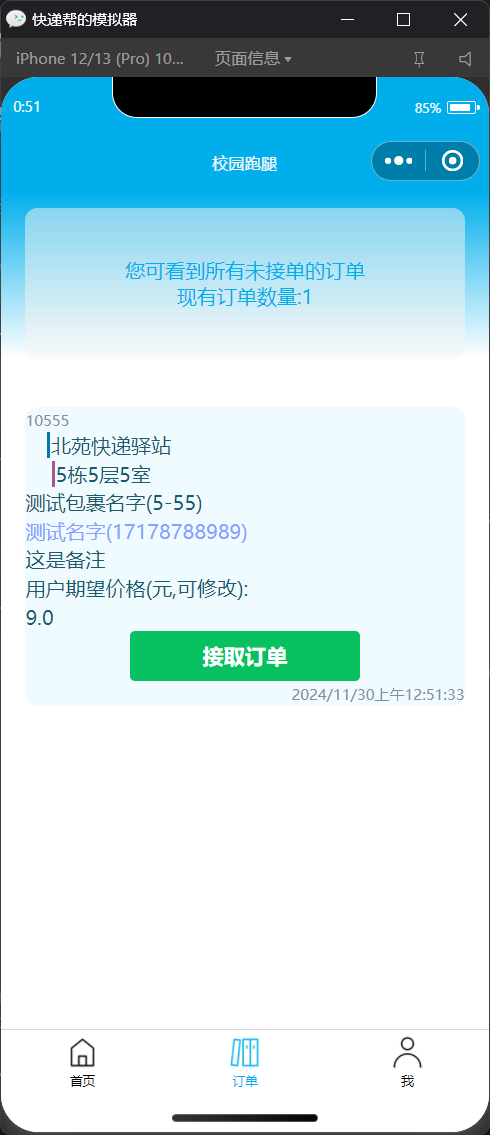 快递帮的模拟器
iPhone 12/13 (Pro) 10...
页面信息
0:51
85%
校园跑腿
您可看到所有未接单的订单
现有订单数量:1
10555
北苑快递驿站
5栋5层5室
测试包裹名字(5-55)
测试名字(17178788989)
这是备注
用户期望价格(元,可修改):
9.0
接取订单
2024/11/30上午12:51:33
首页
订单
我